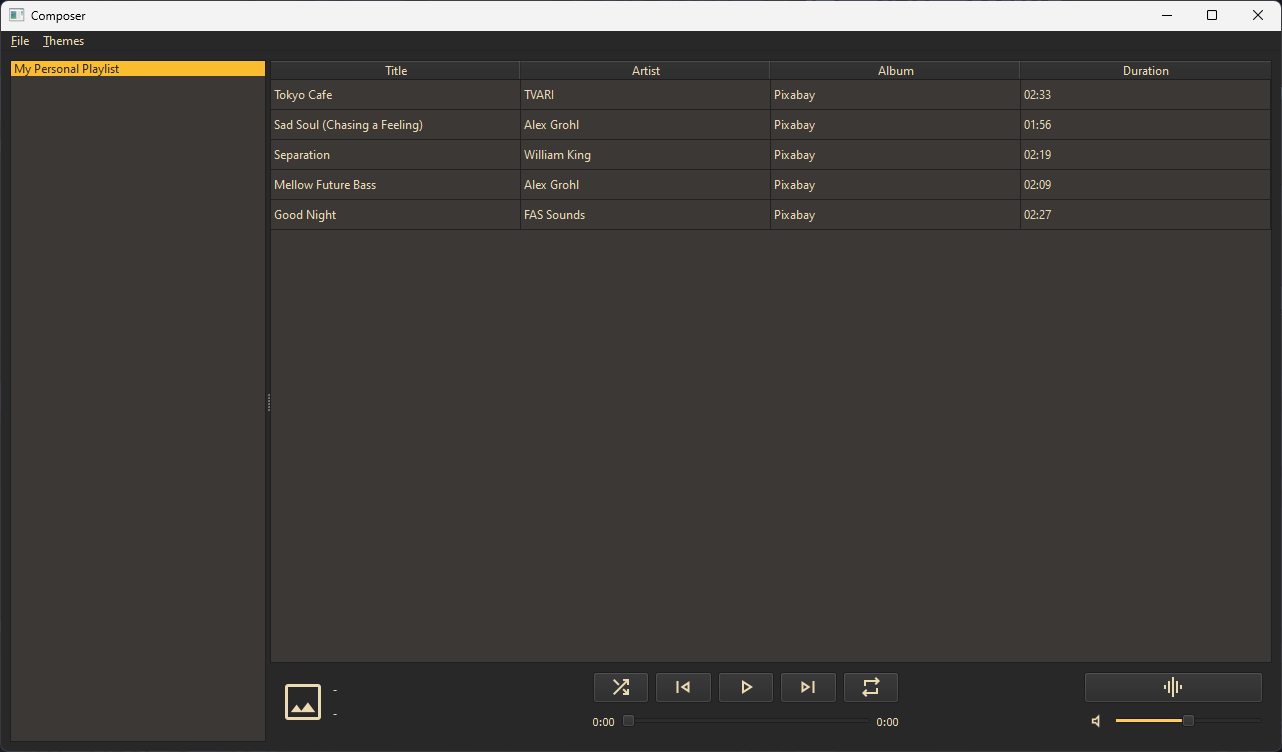 Composer
File Themes
My Personal Playlist
Title Artist Album Duration
Tokyo Cafe TVARI Pixabay 02:33
Sad Soul (Chasing a Feeling) Alex Grohl Pixabay 01:56
Separation William King Pixabay 02:19
Mellow Future Bass Alex Grohl Pixabay 02:09
Good Night FAS Sounds Pixabay 02:27
-
-
0:00 0:00